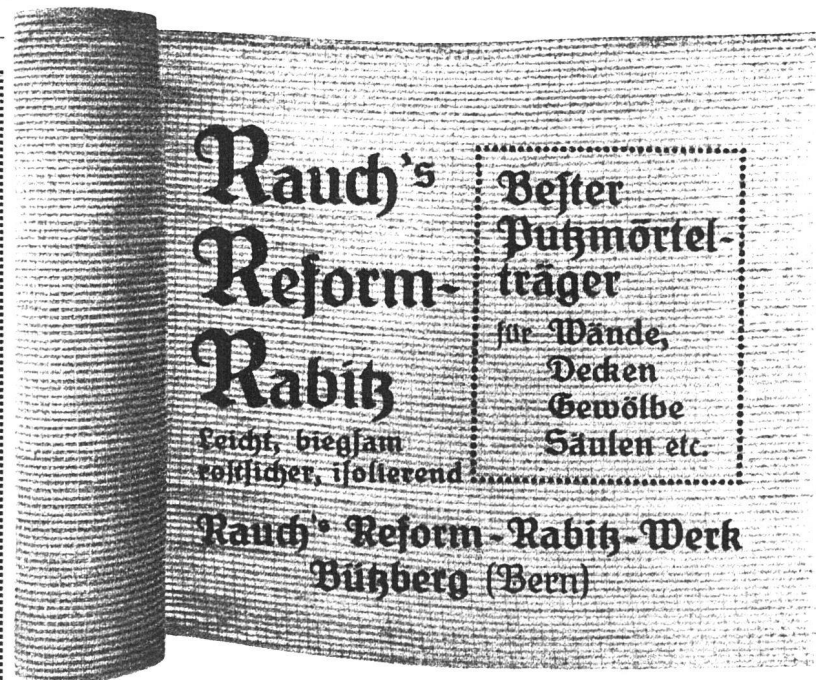 Rauch's
Reform-
Rabitz
Leicht, biegsam
rostsicher, isolierend
Bester
Putzmörtel-
träger
für Wände,
Decken
Gewölbe
Säulen etc.
Rauch's Reform-Rabitz-Werk
Bützberg (Bern)